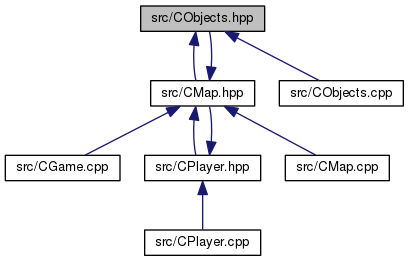 src/CObjects.hpp
src/CMap.hpp
src/CObjects.cpp
src/CGame.cpp
src/CPlayer.hpp
src/CMap.cpp
src/CPlayer.cpp